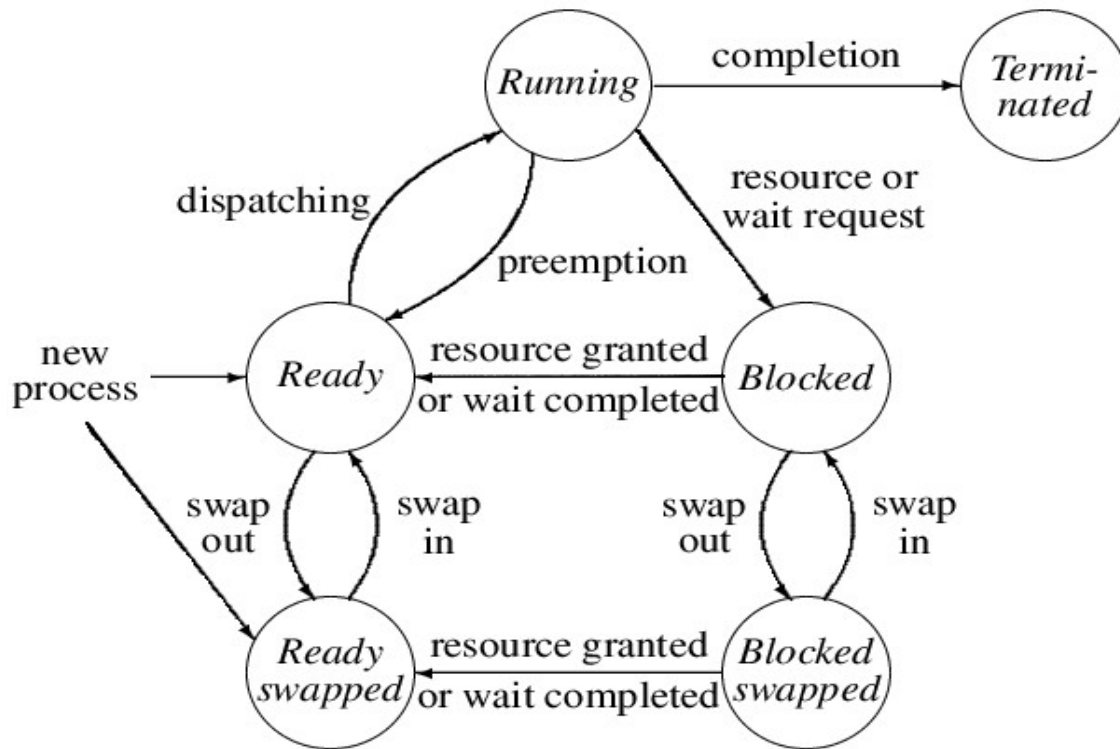 Running
completion
Termi-
nated
dispatching
resource or
wait request
preemption
new
process
Ready
resource granted
or wait completed
Blocked
swap
out
swap
in
swap
out
swap
in
Ready
swapped
resource granted
or wait completed
Blocked
swapped